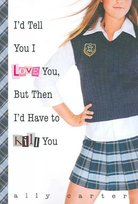 I'd Tell
You I
Love You,
But Then
I'd Have to
Kill You
ally carter